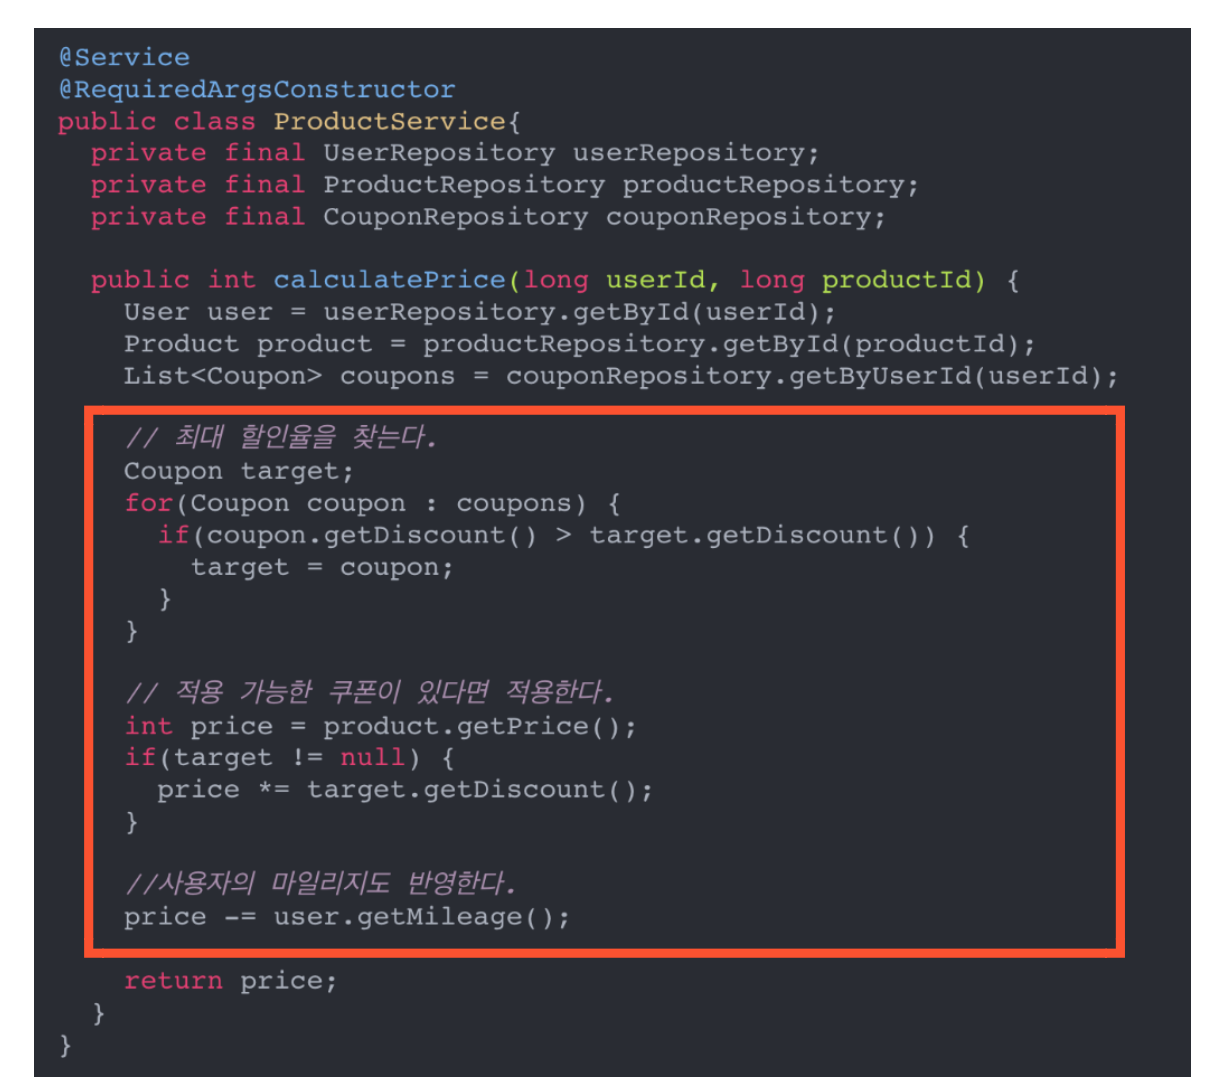 @Service
@RequiredArgsConstructor
public class ProductService{
  private final UserRepository userRepository;
  private final ProductRepository productRepository;
  private final CouponRepository couponRepository;

  public int calculatePrice(long userId, long productId) {
    User user = userRepository.getById(userId);
    Product product = productRepository.getById(productId);
    List<Coupon> coupons = couponRepository.getByUserId(userId);

    // 최대 할인율을 찾는다.
    Coupon target;
    for(Coupon coupon : coupons) {
      if(coupon.getDiscount() > target.getDiscount()) {
        target = coupon;
      }
    }

    // 적용 가능한 쿠폰이 있다면 적용한다.
    int price = product.getPrice();
    if(target != null) {
      price *= target.getDiscount();
    }

    //사용자의 마일리지도 반영한다.
    price -= user.getMileage();

    return price;
  }
}